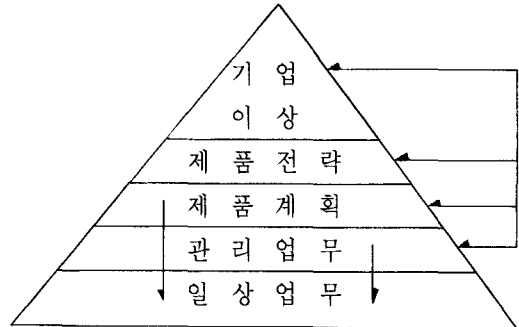 기 업
이 상
제 품 전 략
제 품 계 획
관 리 업 무
일 상 업 무